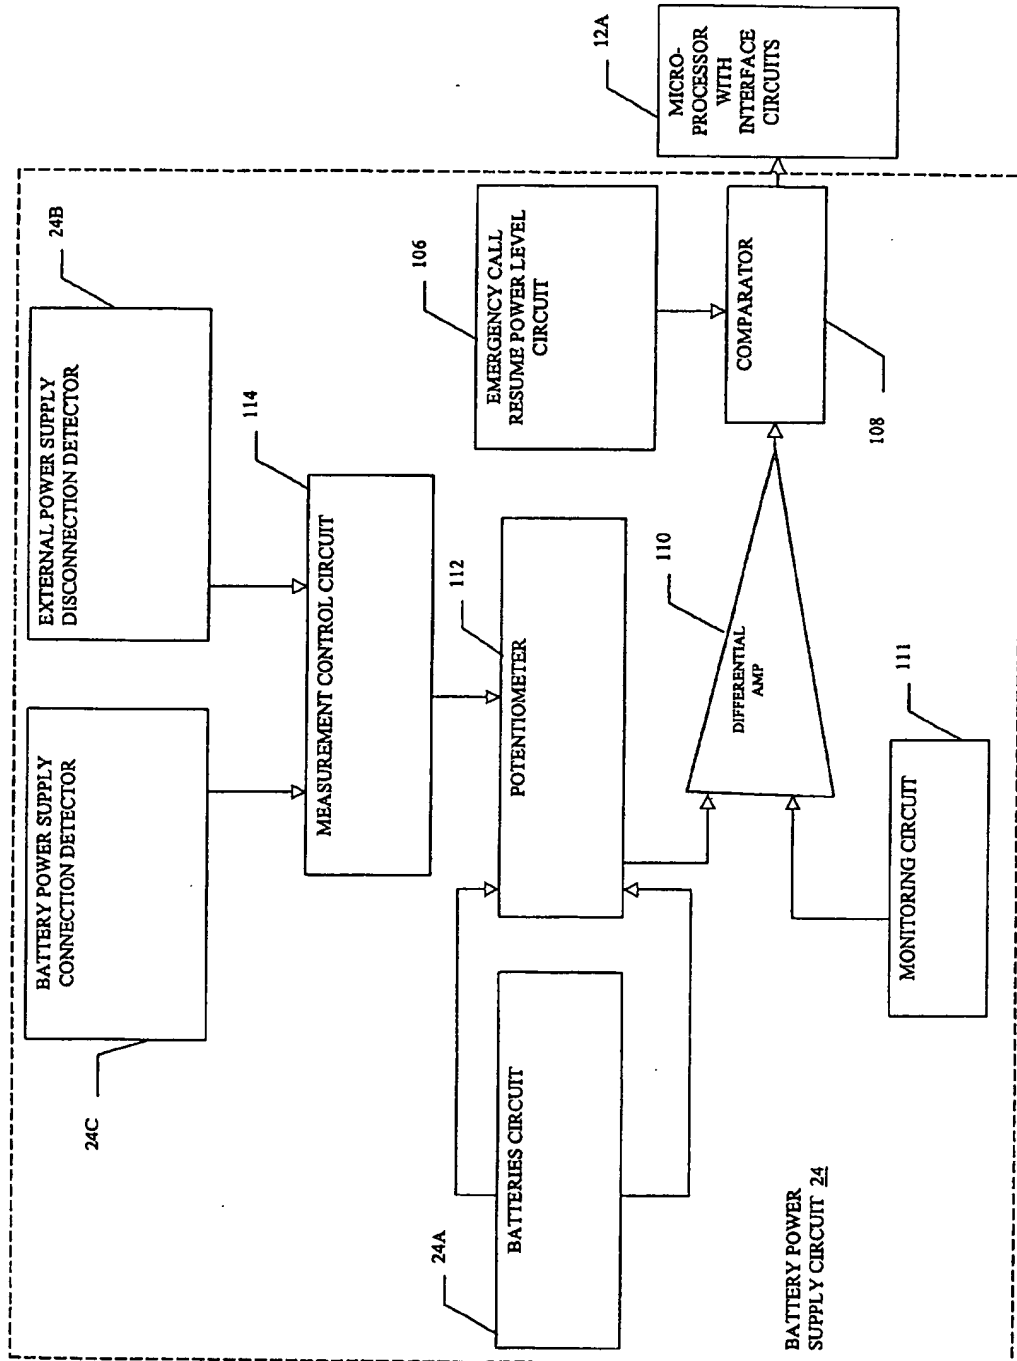 24C
BATTERY POWER SUPPLY
CONNECTION DETECTOR
24B
EXTERNAL POWER SUPPLY
DISCONNECTION DETECTOR
114
MEASUREMENT CONTROL CIRCUIT
24A
BATTERIES CIRCUIT
112
POTENTIOMETER
106
EMERGENCY CALL
RESUME POWER LEVEL
CIRCUIT
12A
MICRO-
PROCESSOR
WITH
INTERFACE
CIRCUITS
110
DIFFERENTIAL
AMP
COMPARATOR
108
111
MONITORING CIRCUIT
BATTERY POWER
SUPPLY CIRCUIT 24